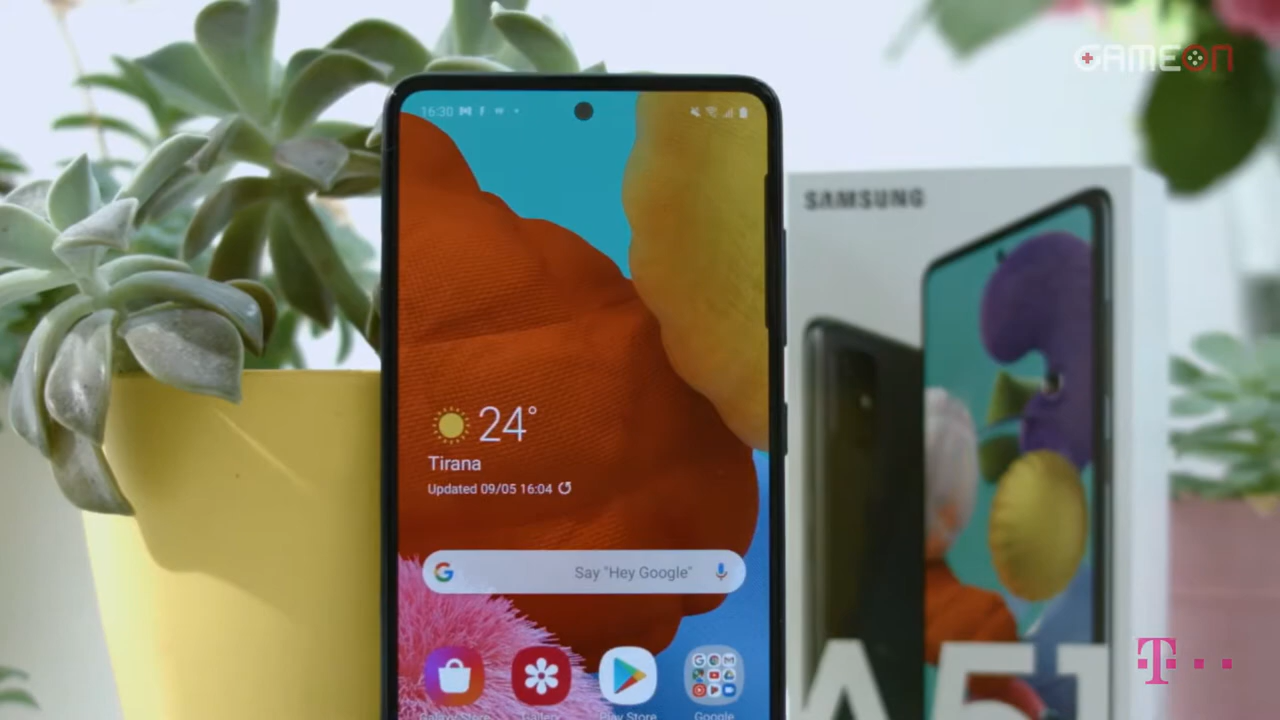 GAMEON
16:30
SAMSUNG
24°
Tirana
Updated 09/05 16:04
Say "Hey Google"
Play Store
Google
A51
T